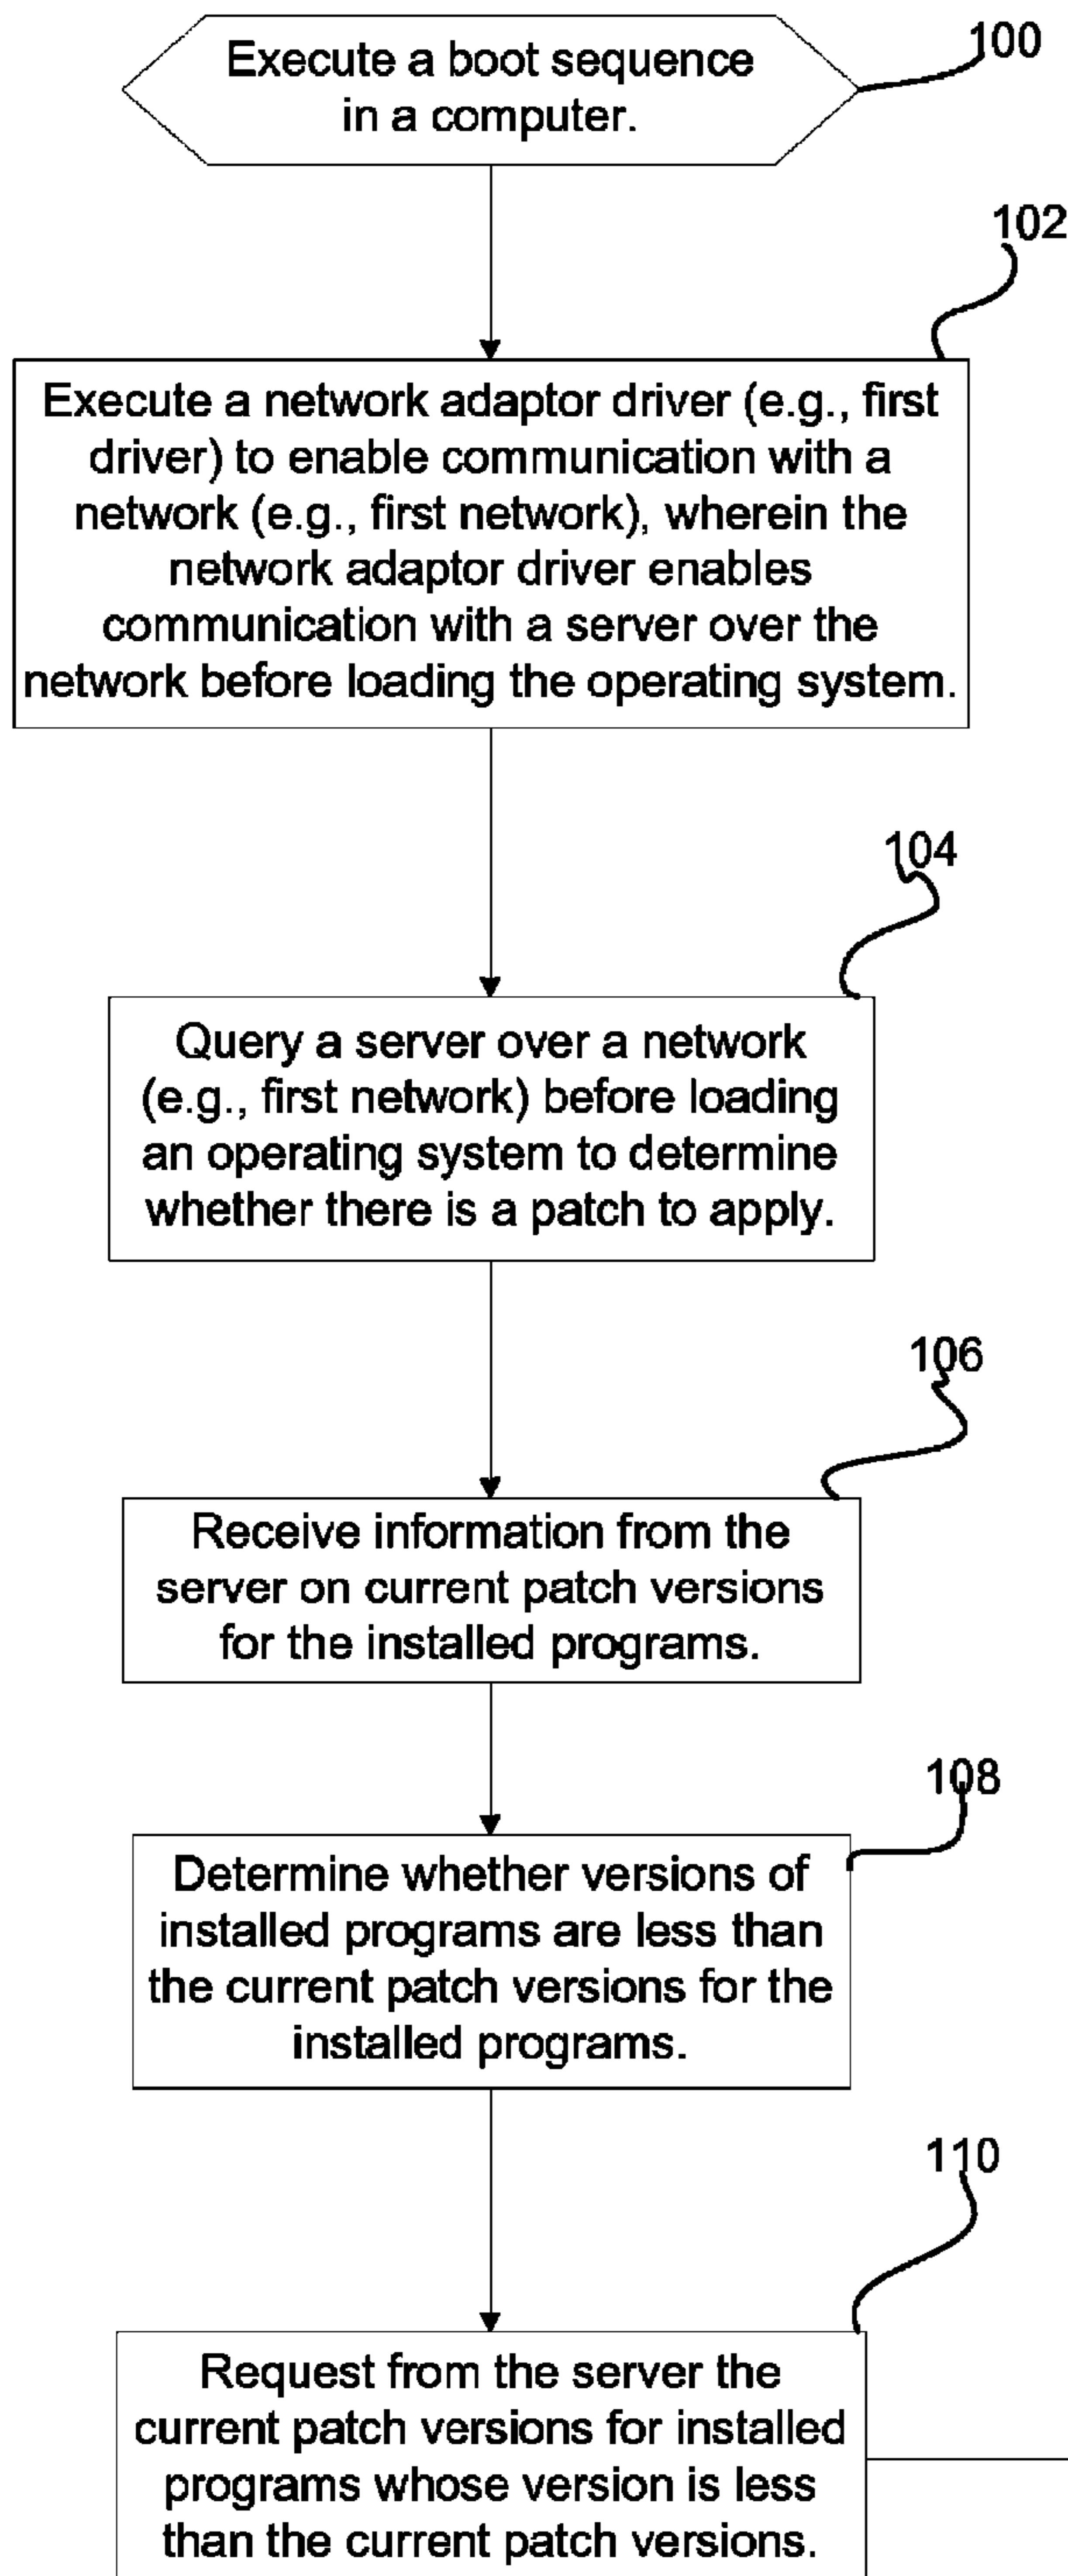 100
Execute a boot sequence
in a computer.
102
Execute a network adaptor driver (e.g., first
driver) to enable communication with a
network (e.g., first network), wherein the
network adaptor driver enables
communication with a server over the
network before loading the operating system.
104
Query a server over a network
(e.g., first network) before loading
an operating system to determine
whether there is a patch to apply.
106
Receive information from the
server on current patch versions
for the installed programs.
108
Determine whether versions of
installed programs are less than
the current patch versions for the
installed programs.
110
Request from the server the
current patch versions for installed
programs whose version is less
than the current patch versions.